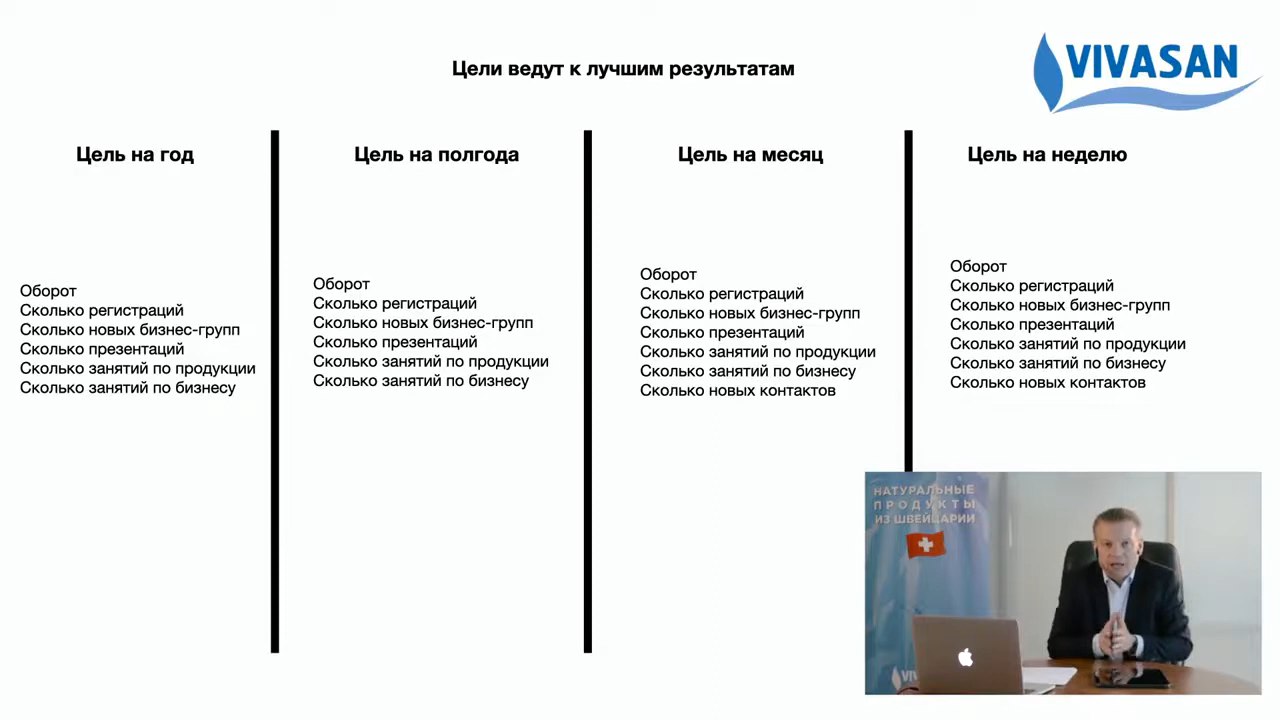 VIVASAN
Цели ведут к лучшим результатам
Цель на год
Оборот
Сколько регистраций
Сколько новых бизнес-групп
Сколько презентаций
Сколько занятий по продукции
Сколько занятий по бизнесу
Цель на полгода
Оборот
Сколько регистраций
Сколько новых бизнес-групп
Сколько презентаций
Сколько занятий по продукции
Сколько занятий по бизнесу
Цель на месяц
Оборот
Сколько регистраций
Сколько новых бизнес-групп
Сколько презентаций
Сколько занятий по продукции
Сколько занятий по бизнесу
Сколько новых контактов
Цель на неделю
Оборот
Сколько регистраций
Сколько новых бизнес-групп
Сколько презентаций
Сколько занятий по продукции
Сколько занятий по бизнесу
Сколько новых контактов
НАТУРАЛЬНЫЕ
ПРОДУКТЫ
ИЗ ШВЕЙЦАРИИ